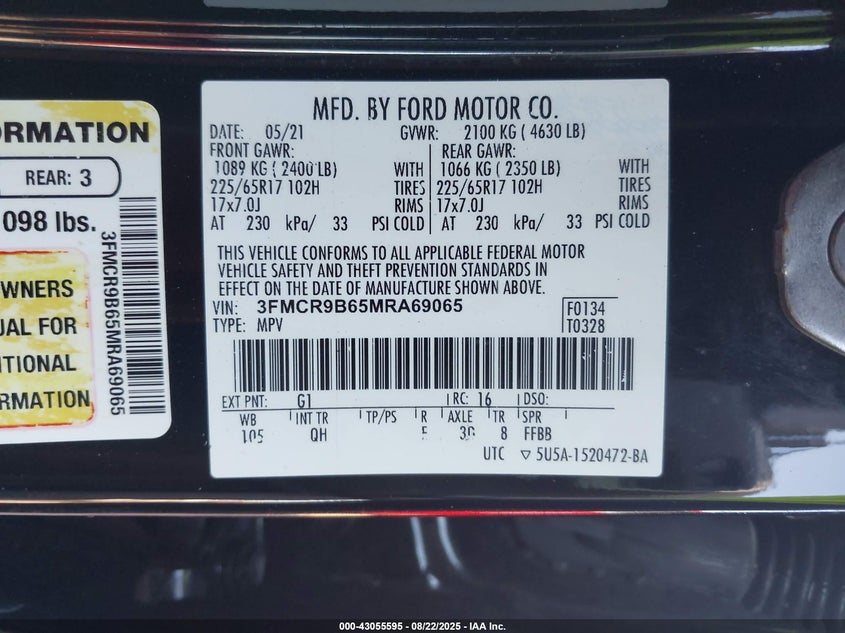 ORMATION
REAR: 3
098 lbs.
WNERS
UAL FOR
ITIONAL
ORMATION
3FMCR9B65MRA69065
MFD. BY FORD MOTOR CO.
DATE: 05/21 GVWR: 2100 KG ( 4630 LB)
FRONT GAWR: REAR GAWR:
1089 KG ( 2400 LB) WITH 1066 KG ( 2350 LB) WITH
225/65R17 102H TIRES 225/65R17 102H TIRES
17x7.0J RIMS 17x7.0J RIMS
AT 230 kPa/ 33 PSI COLD AT 230 kPa/ 33 PSI COLD
THIS VEHICLE CONFORMS TO ALL APPLICABLE FEDERAL MOTOR
VEHICLE SAFETY AND THEFT PREVENTION STANDARDS IN
EFFECT ON THE DATE OF MANUFACTURE SHOWN ABOVE.
VIN: 3FMCR9B65MRA69065 F0134
TYPE: MPV T0328
EXT PNT: G1 RC: 16 DSO:
WB INT TR TP/PS R AXLE TR SPR
105 QH 8 FFBB
UTC ▽ 5U5A-1520472-BA
000-43055595 - 08/22/2025 - IAA Inc.